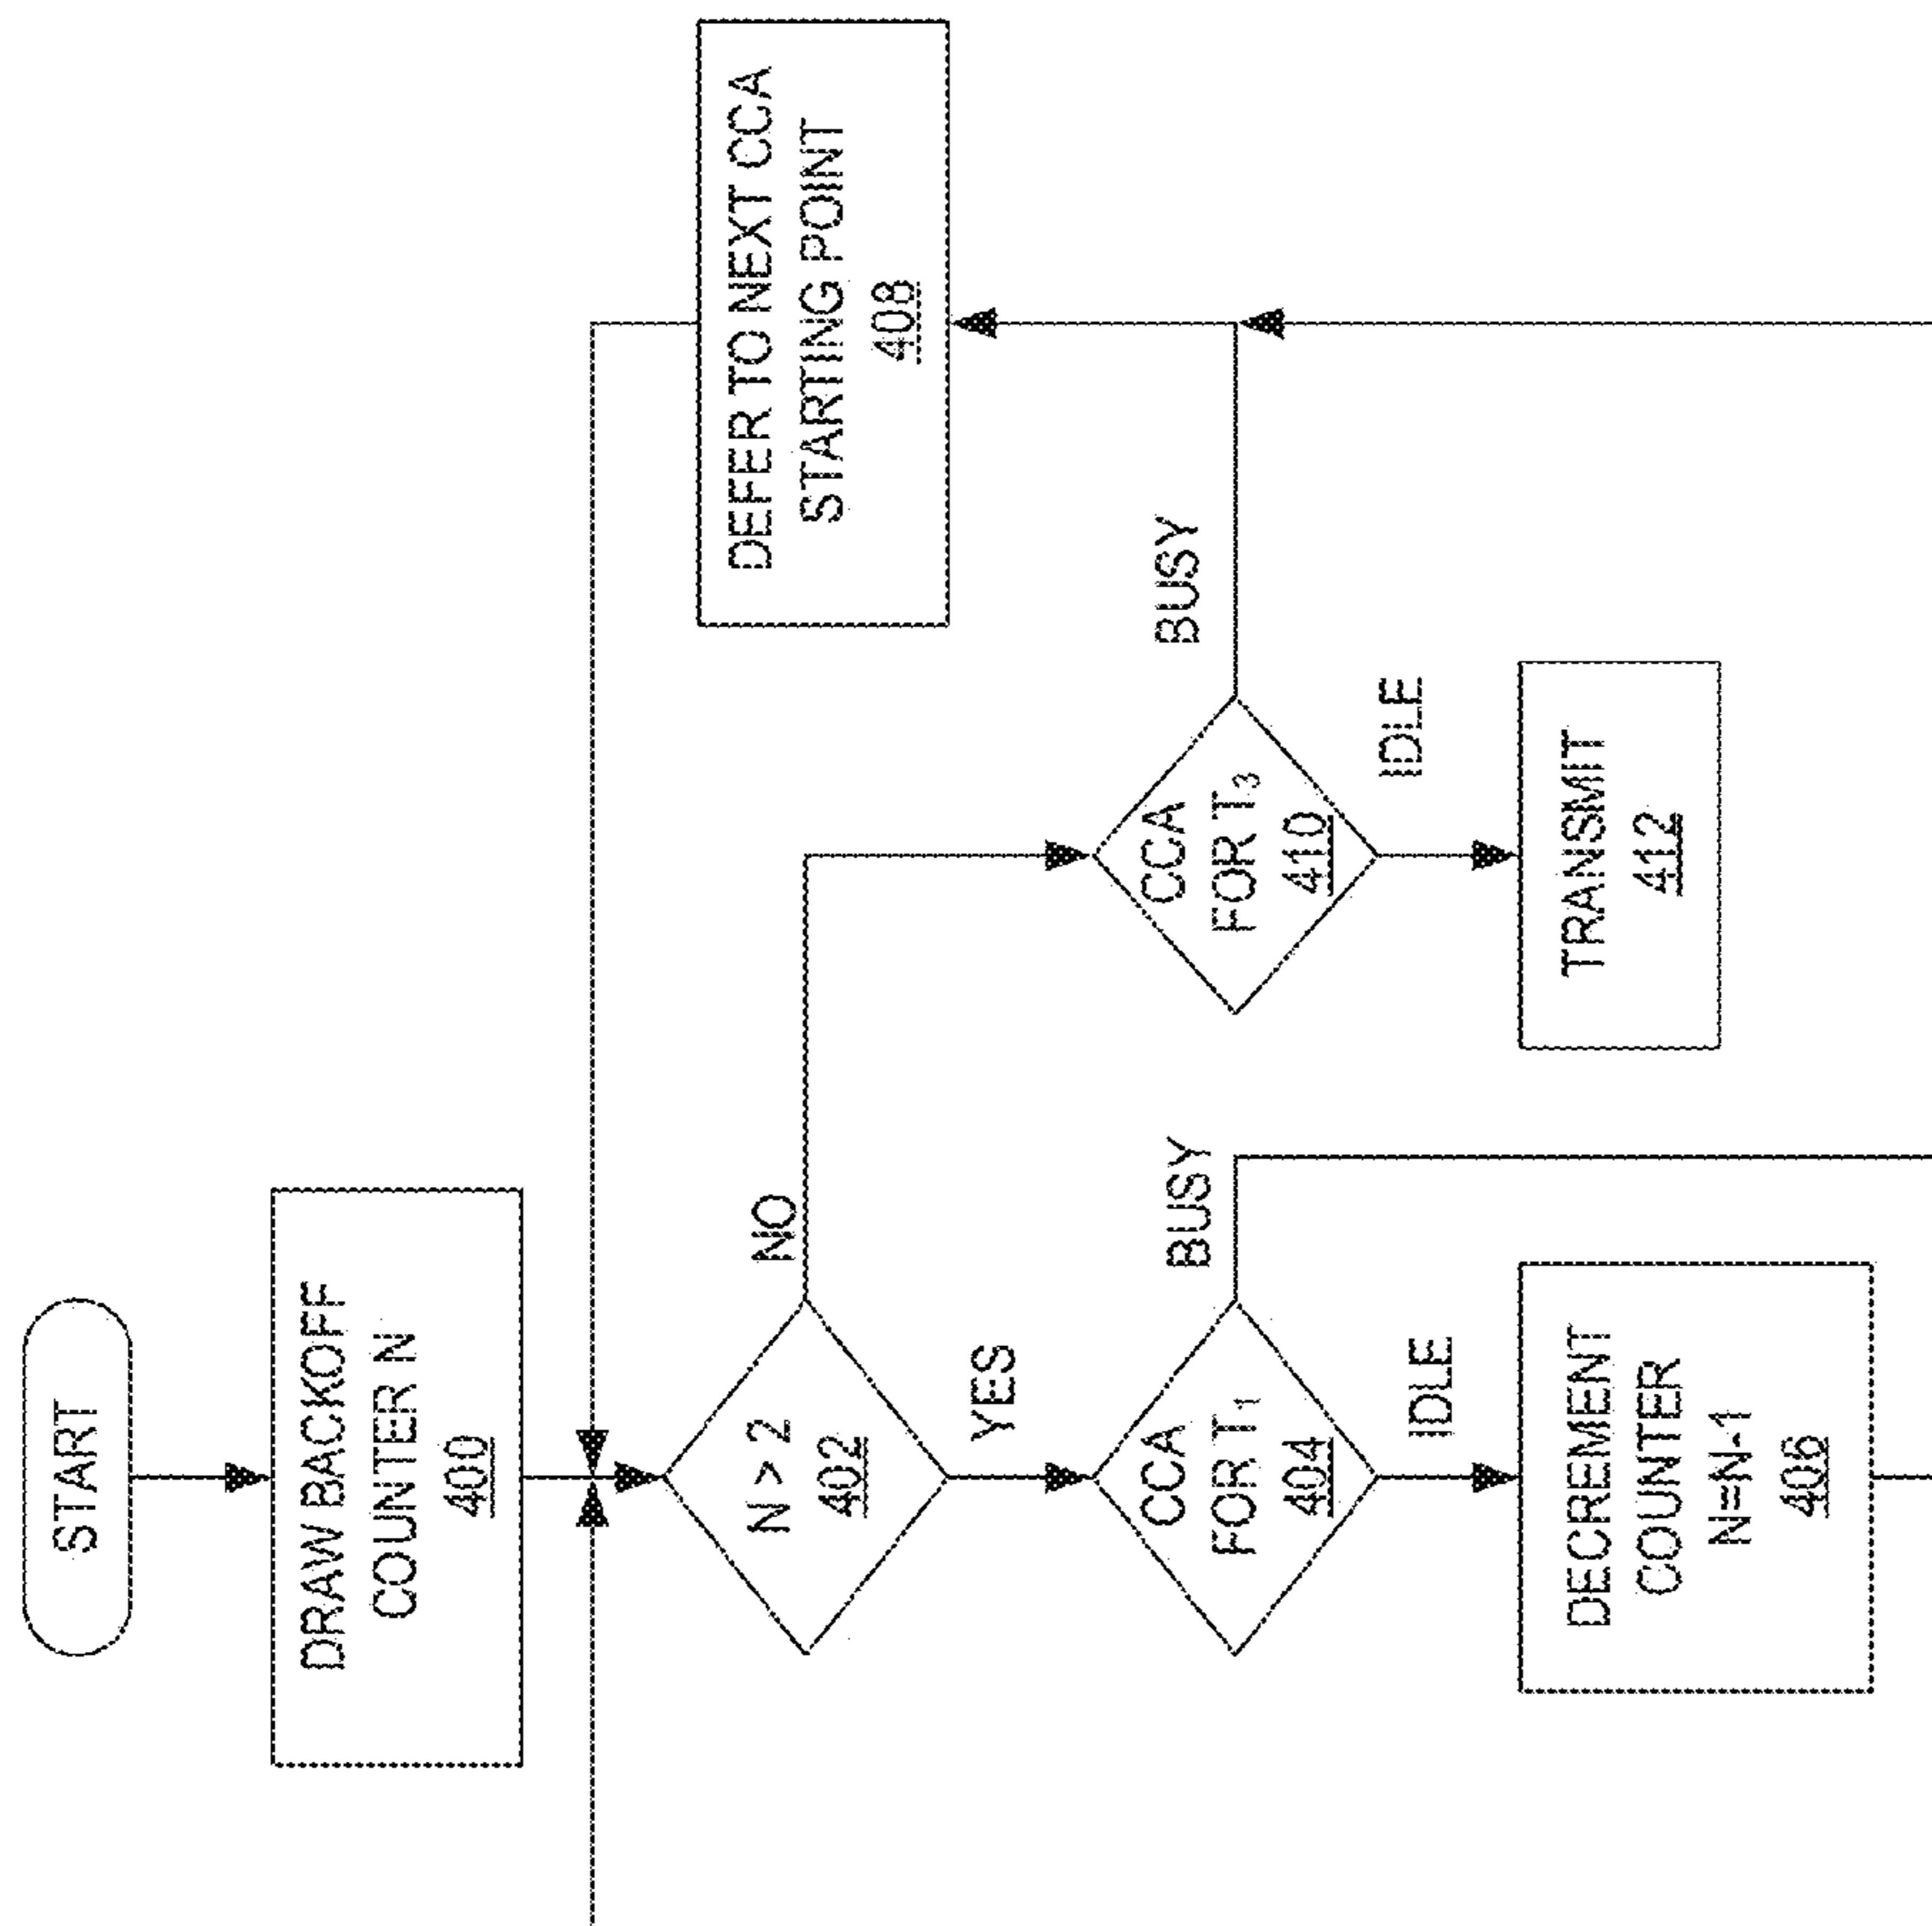 START
DRAW BACKOFF
COUNTER N
400
N > 2
402
NO
YES
CCA
FOR T₁
404
BUSY
IDLE
DECREMENT
COUNTER
N=N-1
406
DEFER TO NEXT CCA
STARTING POINT
408
CCA
FOR T₃
410
BUSY
IDLE
TRANSMIT
412